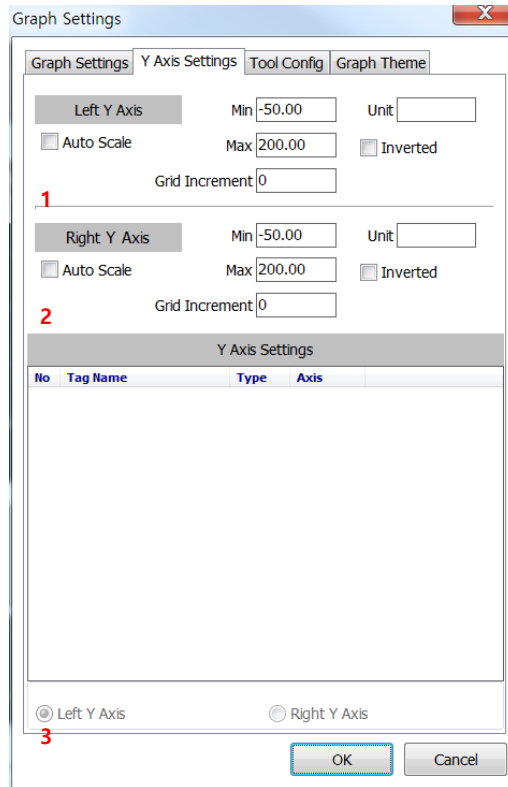 Graph Settings
X
Graph Settings Y Axis Settings Tool Config Graph Theme
Left Y Axis Min -50.00 Unit
Auto Scale Max 200.00 Inverted
Grid Increment 0
1
Right Y Axis Min -50.00 Unit
Auto Scale Max 200.00 Inverted
Grid Increment 0
2
Y Axis Settings
No Tag Name Type Axis
Left Y Axis Right Y Axis
3
OK Cancel